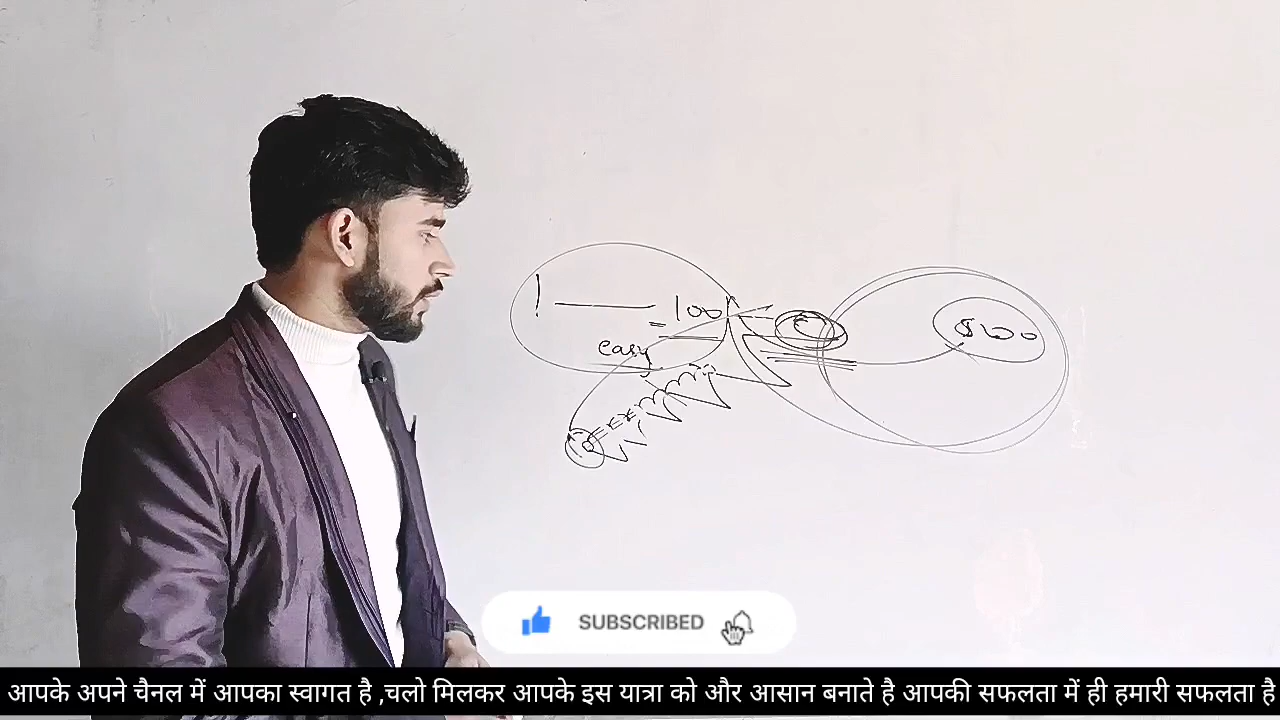 1 — 100
easy
$100
SUBSCRIBED
आपके अपने चैनल में आपका स्वागत है ,चलो मिलकर आपके इस यात्रा को और आसान बनाते है आपकी सफलता में ही हमारी सफलता है